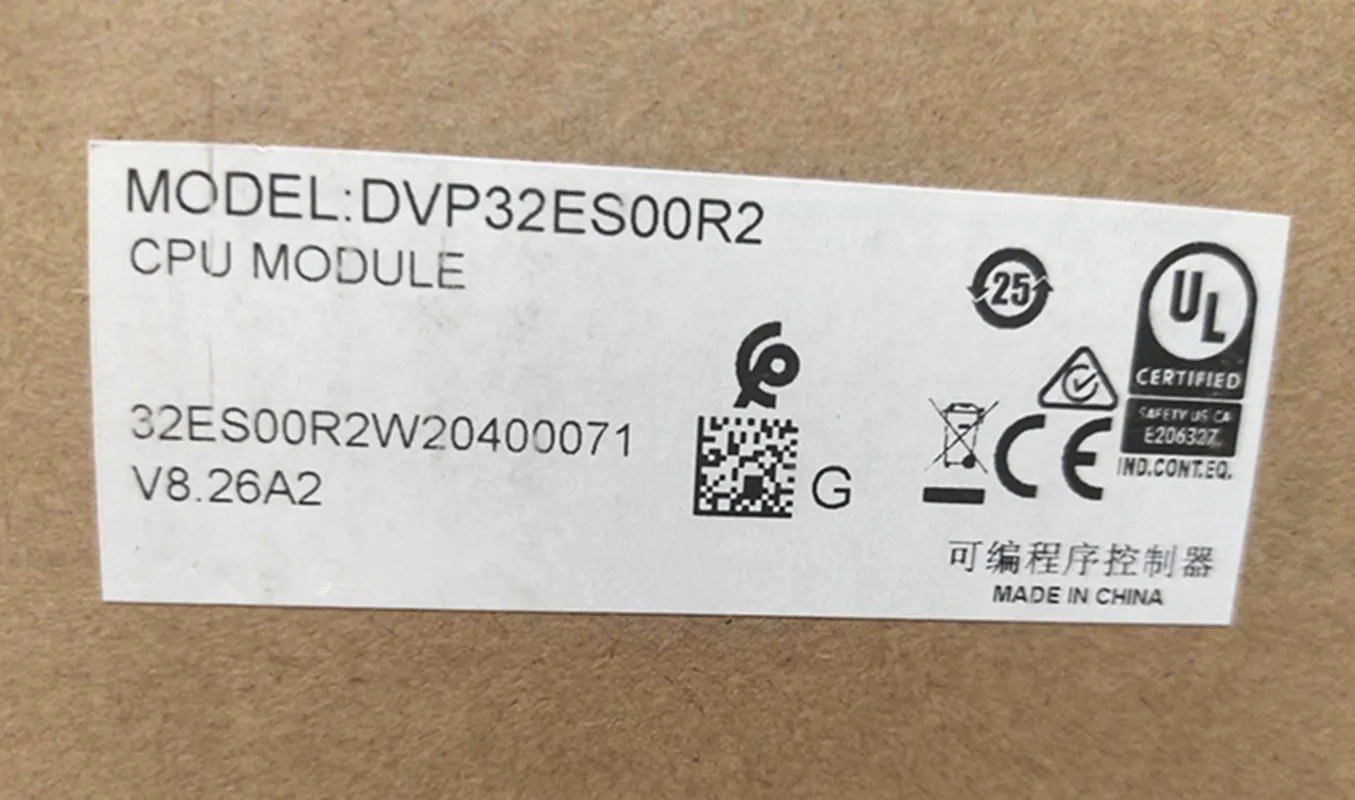 MODEL:DVP32ES00R2
CPU MODULE
32ES00R2W20400071
V8.26A2
G
25
UL
CERTIFIED
SAFETY US CA
E206327
IND.CONT.EQ.
CE
可编程序控制器
MADE IN CHINA